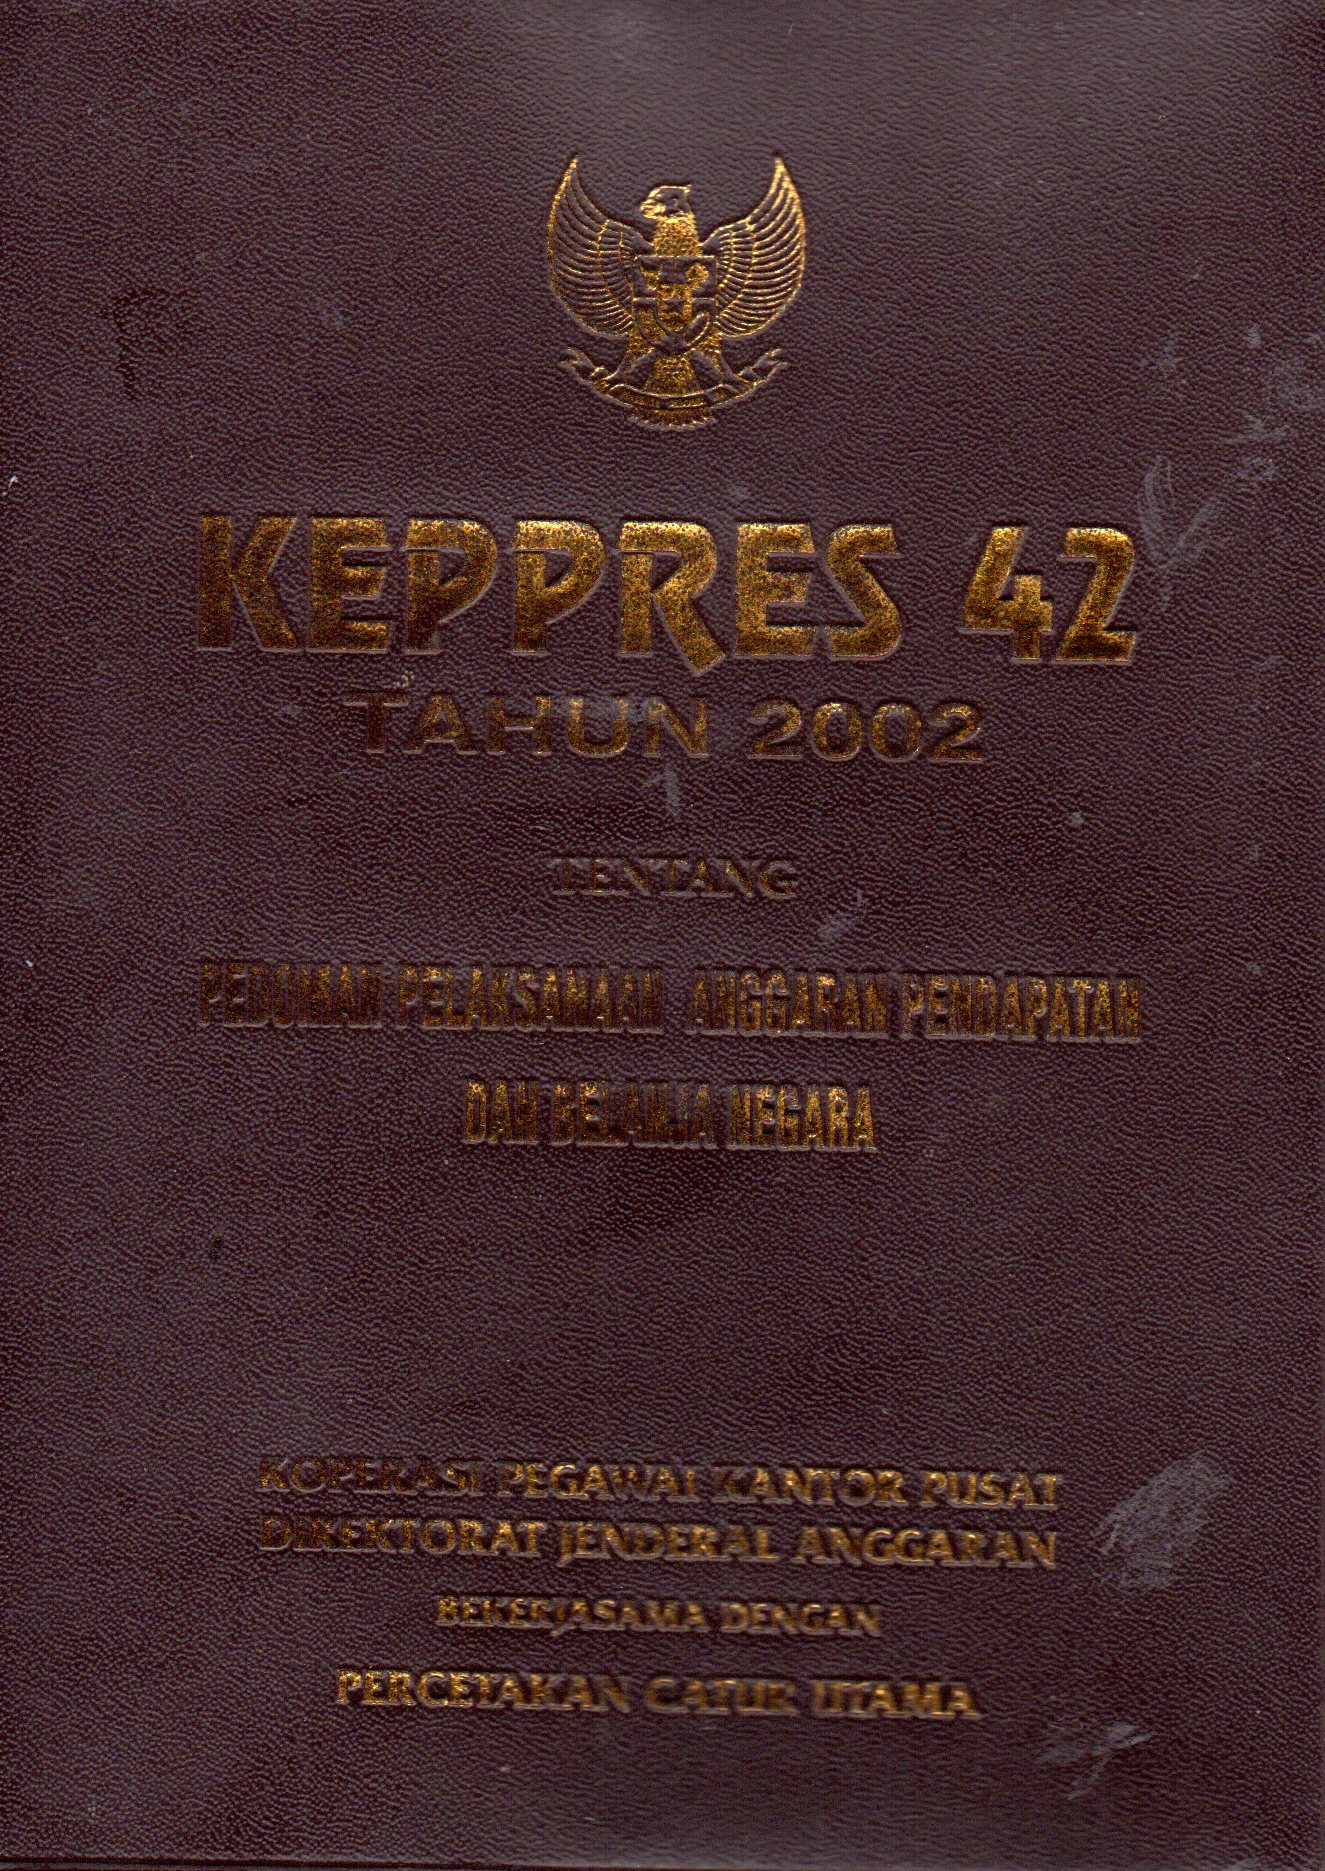 KEPPRES 42
TAHUN 2002
TENTANG
PEDOMAN PELAKSANAAN ANGGARAN PENDAPATAN
DAN BELANJA NEGARA
KOPERASI PEGAWAI KANTOR PUSAT
DIREKTORAT JENDERAL ANGGARAN
BEKERJASAMA DENGAN
PERCETAKAN CATUR UTAMA